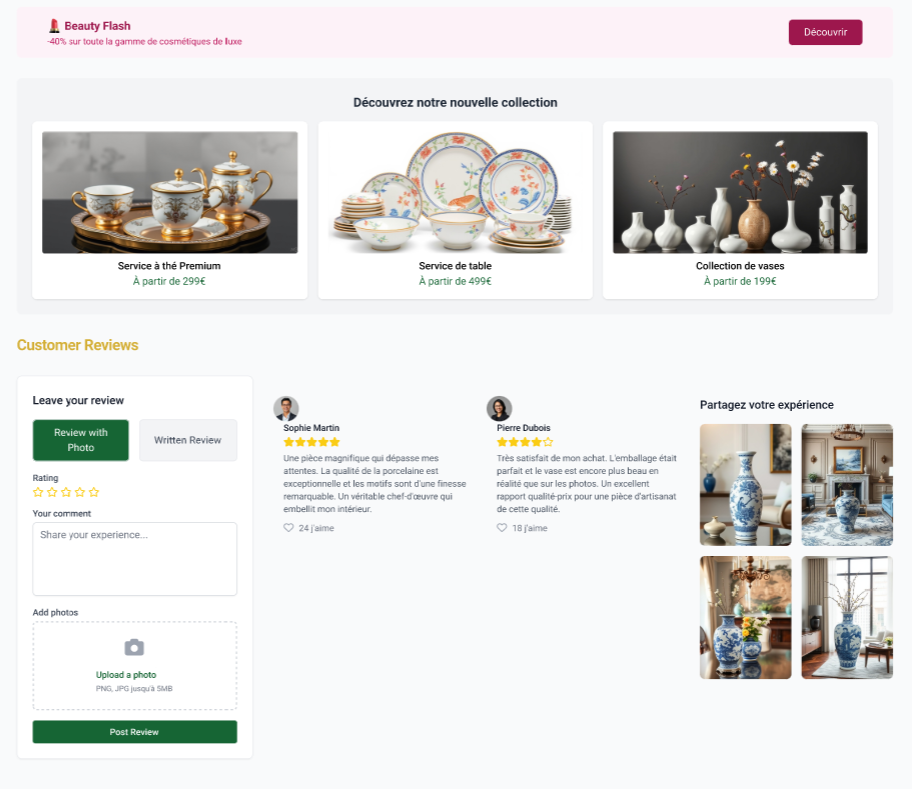 Beauty Flash
-40% sur toute la gamme de cosmétiques de luxe
Découvrir
Découvrez notre nouvelle collection
Service à thé Premium
À partir de 299€
Service de table
À partir de 499€
Collection de vases
À partir de 199€
Customer Reviews
Leave your review
Review with
Photo
Written Review
Rating
Your comment
Share your experience...
Add photos
Upload a photo
PNG, JPG jusqu'à 5MB
Post Review
Sophie Martin
Une pièce magnifique qui dépasse mes
attentes. La qualité de la porcelaine est
exceptionnelle et les motifs sont d'une finesse
remarquable. Un véritable chef-d'œuvre qui
embellit mon intérieur.
24 j'aime
Pierre Dubois
Très satisfait de mon achat. L'emballage était
parfait et le vase est encore plus beau en
réalité que sur les photos. Un excellent
rapport qualité-prix pour une pièce d'artisanat
de cette qualité.
18 j'aime
Partagez votre expérience